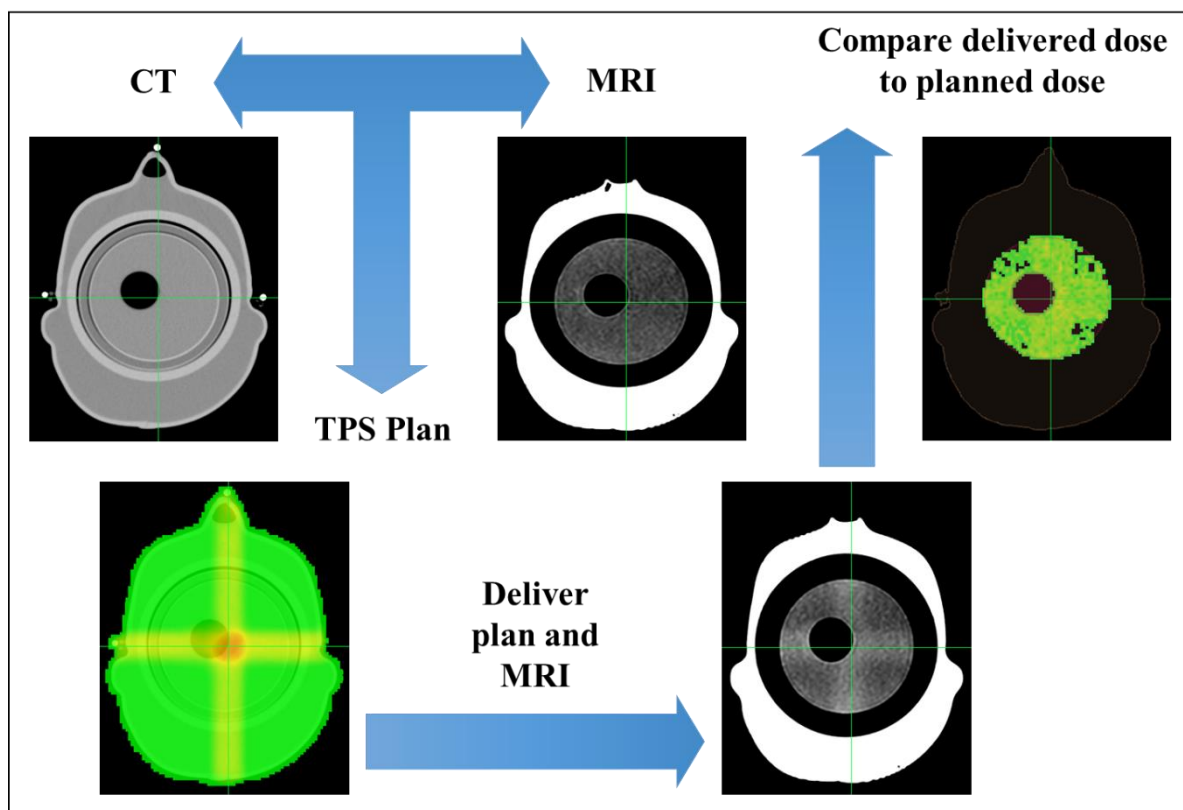 CT
MRI
Compare delivered dose
to planned dose
TPS Plan
Deliver
plan and
MRI